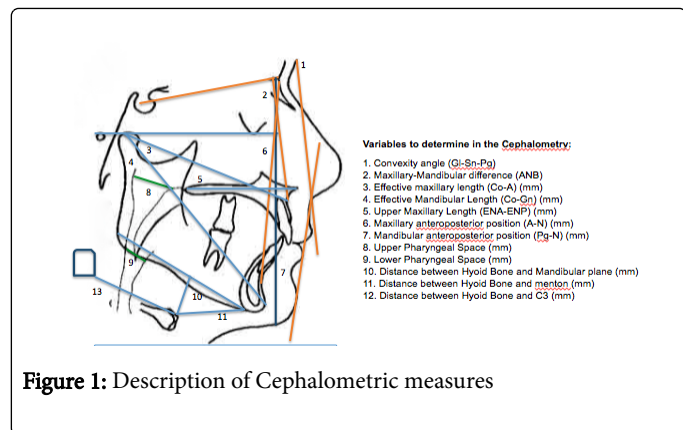 1
2
3
4
6
5
8
9
7
13
10
11
Variables to determine in the Cephalometry:
1. Convexity angle (Gl-Sn-Pg)
2. Maxillary-Mandibular difference (ANB)
3. Effective maxillary length (Co-A) (mm)
4. Effective Mandibular Length (Co-Gn) (mm)
5. Upper Maxillary Length (ENA-ENP) (mm)
6. Maxillary anteroposterior position (A-N) (mm)
7. Mandibular anteroposterior position (Pg-N) (mm)
8. Upper Pharyngeal Space (mm)
9. Lower Pharyngeal Space (mm)
10. Distance between Hyoid Bone and Mandibular plane (mm)
11. Distance between Hyoid Bone and menton (mm)
12. Distance between Hyoid Bone and C3 (mm)
Figure 1: Description of Cephalometric measures